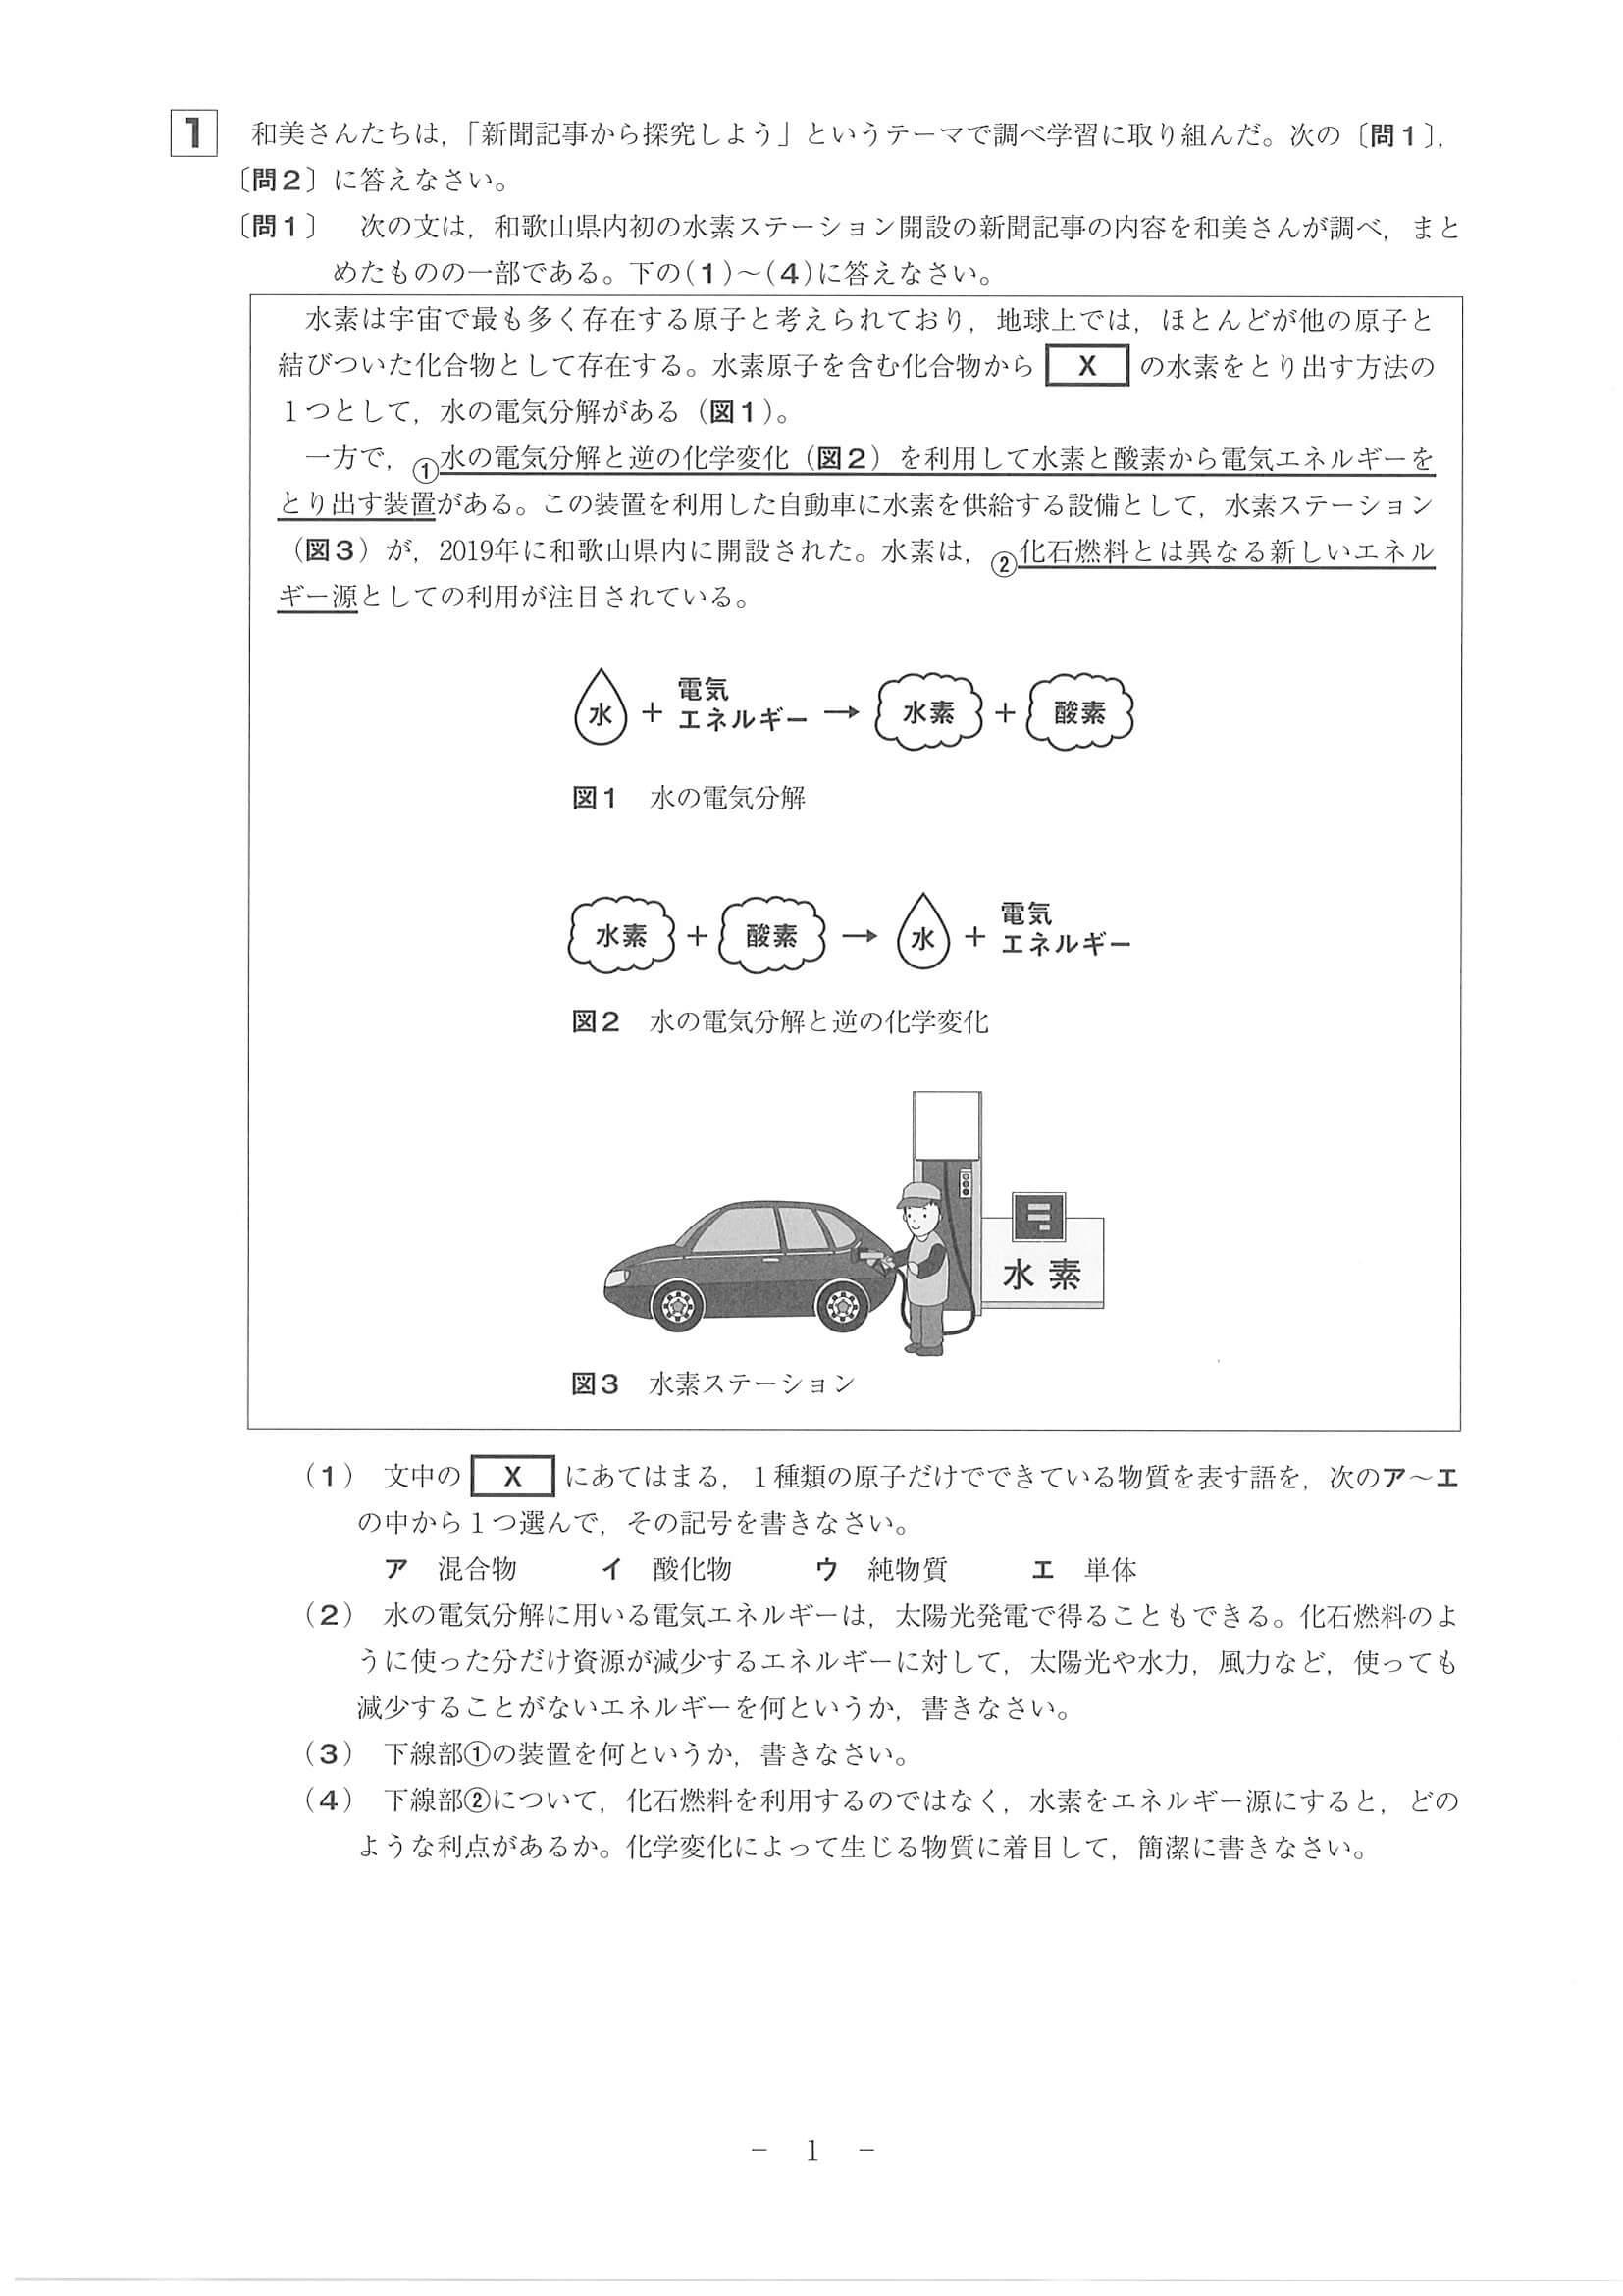 1 和美さんたちは,「新聞記事から探究しよう」というテーマで調べ学習に取り組んだ。次の〔問1〕,
〔問2〕に答えなさい。
〔問1〕 次の文は,和歌山県内初の水素ステーション開設の新聞記事の内容を和美さんが調べ,まと
めたものの一部である。下の(1)～(4)に答えなさい。
水素は宇宙で最も多く存在する原子と考えられており,地球上では,ほとんどが他の原子と
結びついた化合物として存在する。水素原子を含む化合物から X の水素をとり出す方法の
1つとして,水の電気分解がある(図1)。
一方で,①水の電気分解と逆の化学変化(図2)を利用して水素と酸素から電気エネルギーを
とり出す装置がある。この装置を利用した自動車に水素を供給する設備として,水素ステーション
(図3)が,2019年に和歌山県内に開設された。水素は,②化石燃料とは異なる新しいエネル
ギー源としての利用が注目されている。
水 + 電気エネルギー → 水素 + 酸素
図1 水の電気分解
水素 + 酸素 → 水 + 電気エネルギー
図2 水の電気分解と逆の化学変化
水素
図3 水素ステーション
(1) 文中の X にあてはまる,1種類の原子だけでできている物質を表す語を,次のア～エ
の中から1つ選んで,その記号を書きなさい。
ア 混合物 イ 酸化物 ウ 純物質 エ 単体
(2) 水の電気分解に用いる電気エネルギーは,太陽光発電で得ることもできる。化石燃料のよ
うに使った分だけ資源が減少するエネルギーに対して,太陽光や水力,風力など,使っても
減少することがないエネルギーを何というか,書きなさい。
(3) 下線部①の装置を何というか,書きなさい。
(4) 下線部②について,化石燃料を利用するのではなく,水素をエネルギー源にすると,どの
ような利点があるか。化学変化によって生じる物質に着目して,簡潔に書きなさい。
－ 1 －